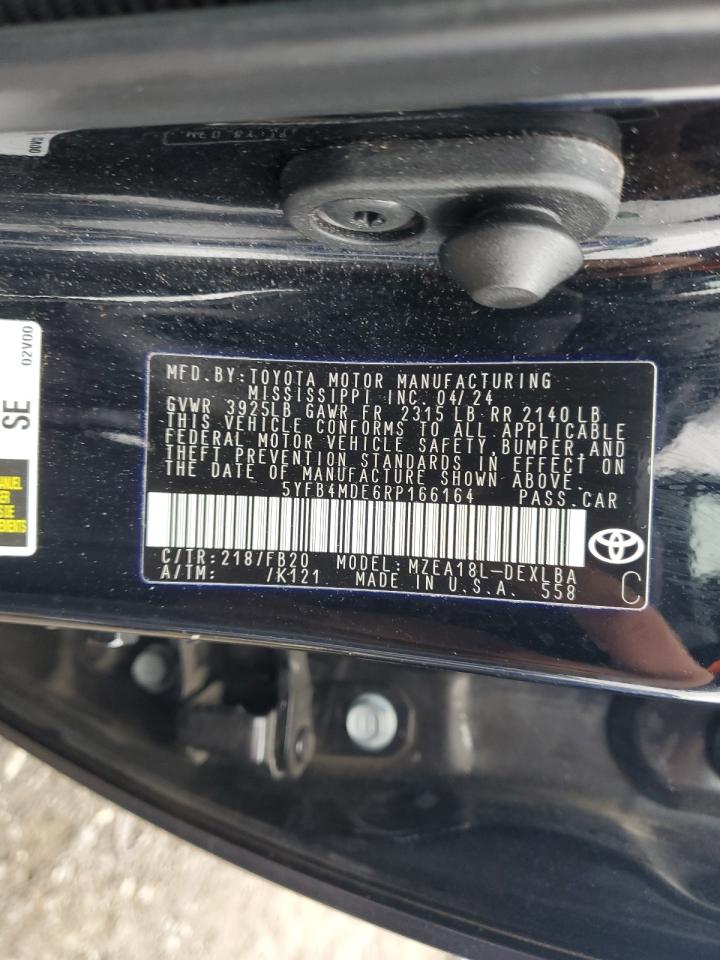 00V00
SE
MFD. BY: TOYOTA MOTOR MANUFACTURING
MISSISSIPPI INC. 04/24
GVWR 3925LB GAWR FR 2315 LB RR 2140 LB
THIS VEHICLE CONFORMS TO ALL APPLICABLE
FEDERAL MOTOR VEHICLE SAFETY, BUMPER, AND
THEFT PREVENTION STANDARDS IN EFFECT ON
THE DATE OF MANUFACTURE SHOWN ABOVE.
5YFB4MDE6RP166164 PASS. CAR
C/TR: 218/FB20 MODEL: MZEA18L-DEXLBA
A/TM: /K121 MADE IN U.S.A. 558
C